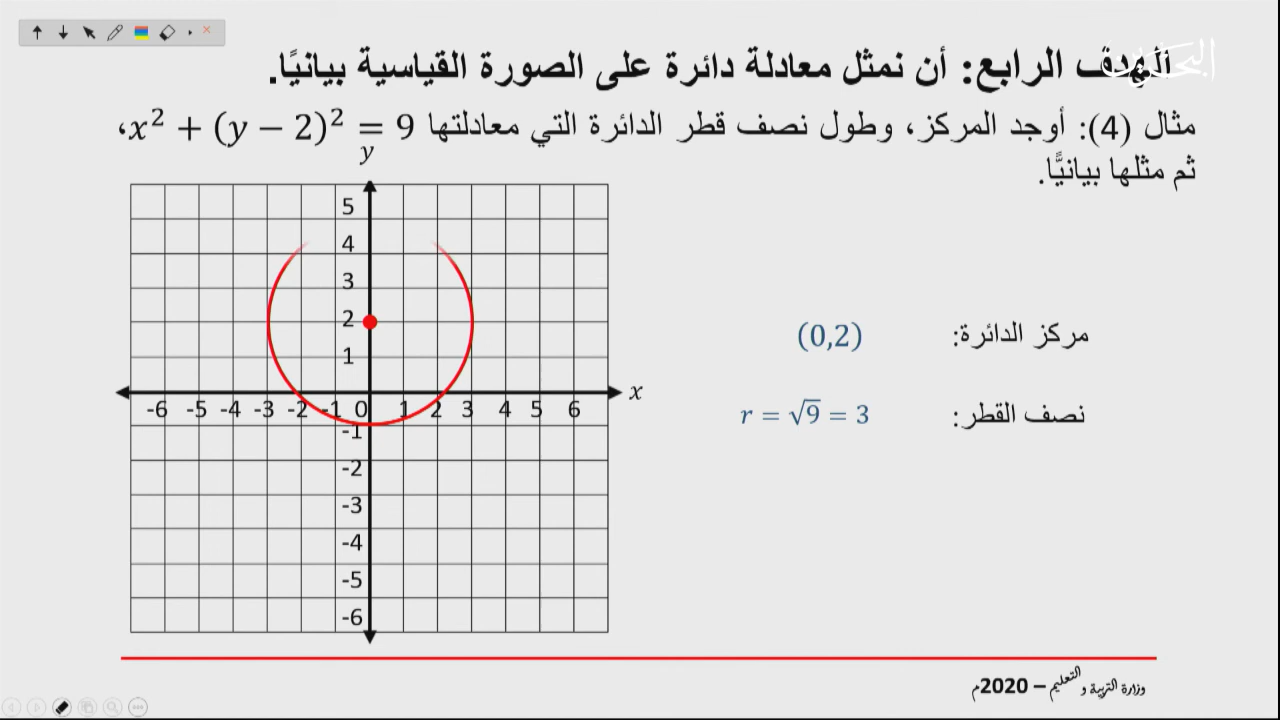 البحرين
الهدف الرابع: أن نمثل معادلة دائرة على الصورة القياسية بيانيًا.
مثال (4): أوجد المركز، وطول نصف قطر الدائرة التي معادلتها x² + (y − 2)² = 9،
ثم مثلها بيانيًّا.
y
5
4
3
2
1
-6 -5 -4 -3 -2 -1 0 1 2 3 4 5 6 x
-1
-2
-3
-4
-5
-6
مركز الدائرة: (0,2)
نصف القطر: r = √9 = 3
وزارة التربية و التعليم – 2020م